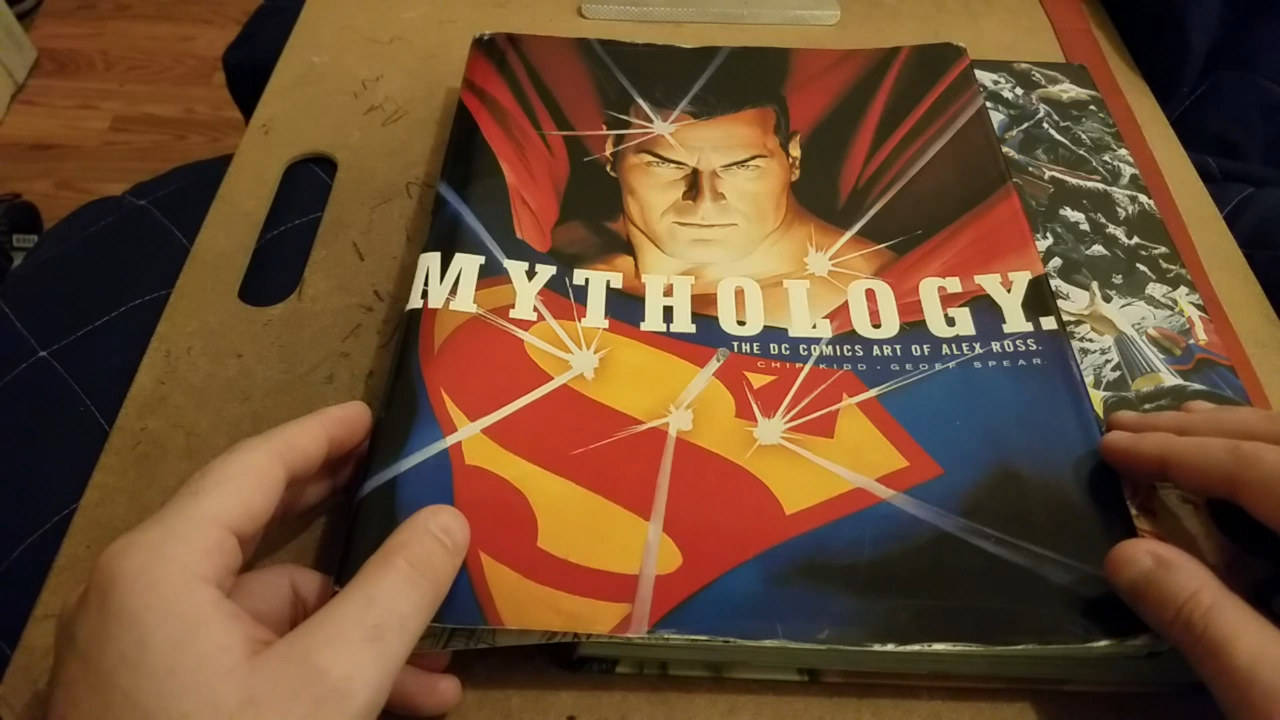 MYTHOLOGY.
THE DC COMICS ART OF ALEX ROSS.
CHIP KIDD · GEOFF SPEAR.